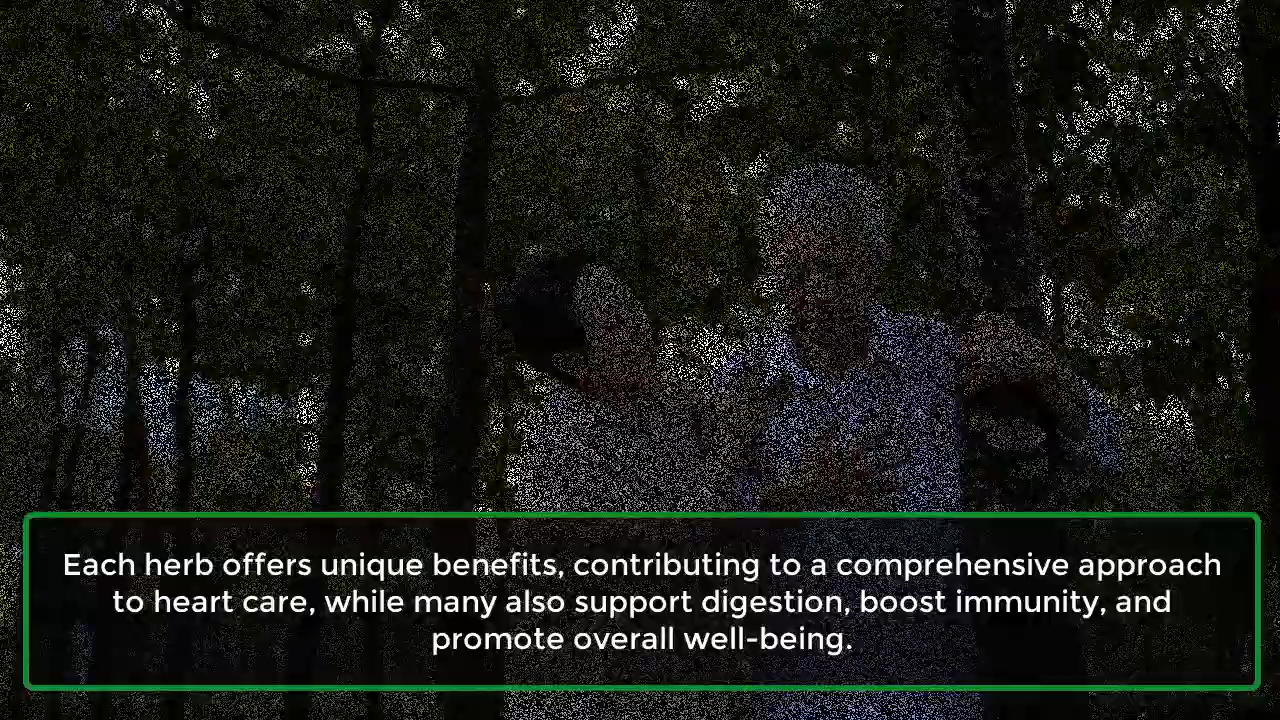 Each herb offers unique benefits, contributing to a comprehensive approach
to heart care, while many also support digestion, boost immunity, and
promote overall well-being.